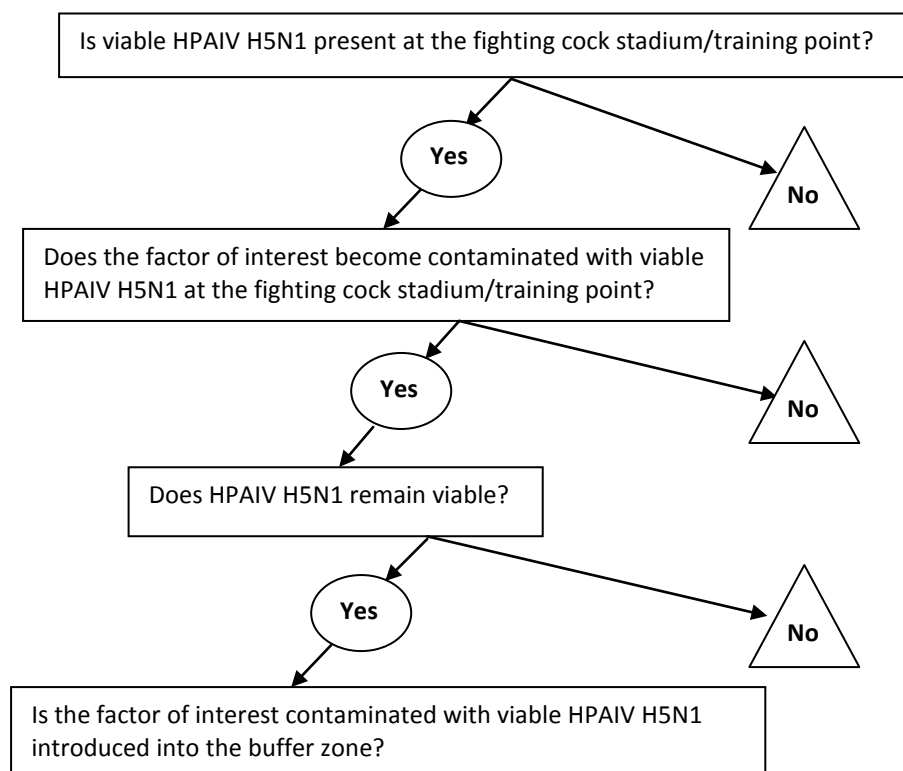 Is viable HPAIV H5N1 present at the fighting cock stadium/training point?
Yes
No
Does the factor of interest become contaminated with viable
HPAIV H5N1 at the fighting cock stadium/training point?
Yes
No
Does HPAIV H5N1 remain viable?
Yes
No
Is the factor of interest contaminated with viable HPAIV H5N1
introduced into the buffer zone?